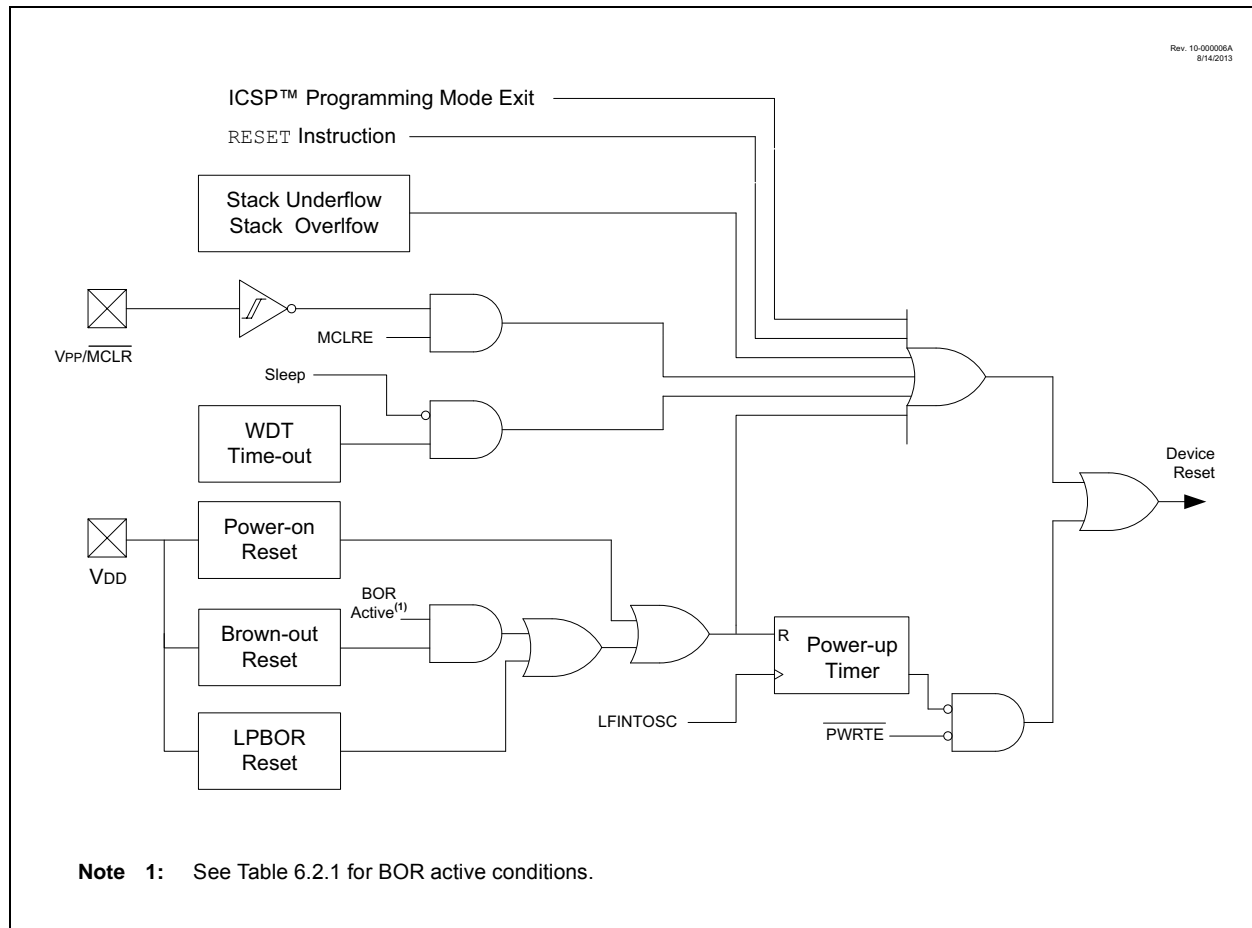 Rev. 10-000006A
8/14/2013
ICSP™ Programming Mode Exit
RESET Instruction
Stack Underflow
Stack Overlfow
VPP/MCLR
MCLRE
Sleep
WDT
Time-out
Device
Reset
VDD
Power-on
Reset
BOR
Active(1)
Brown-out
Reset
R
Power-up
Timer
LFINTOSC
PWRTE
LPBOR
Reset
Note 1: See Table 6.2.1 for BOR active conditions.